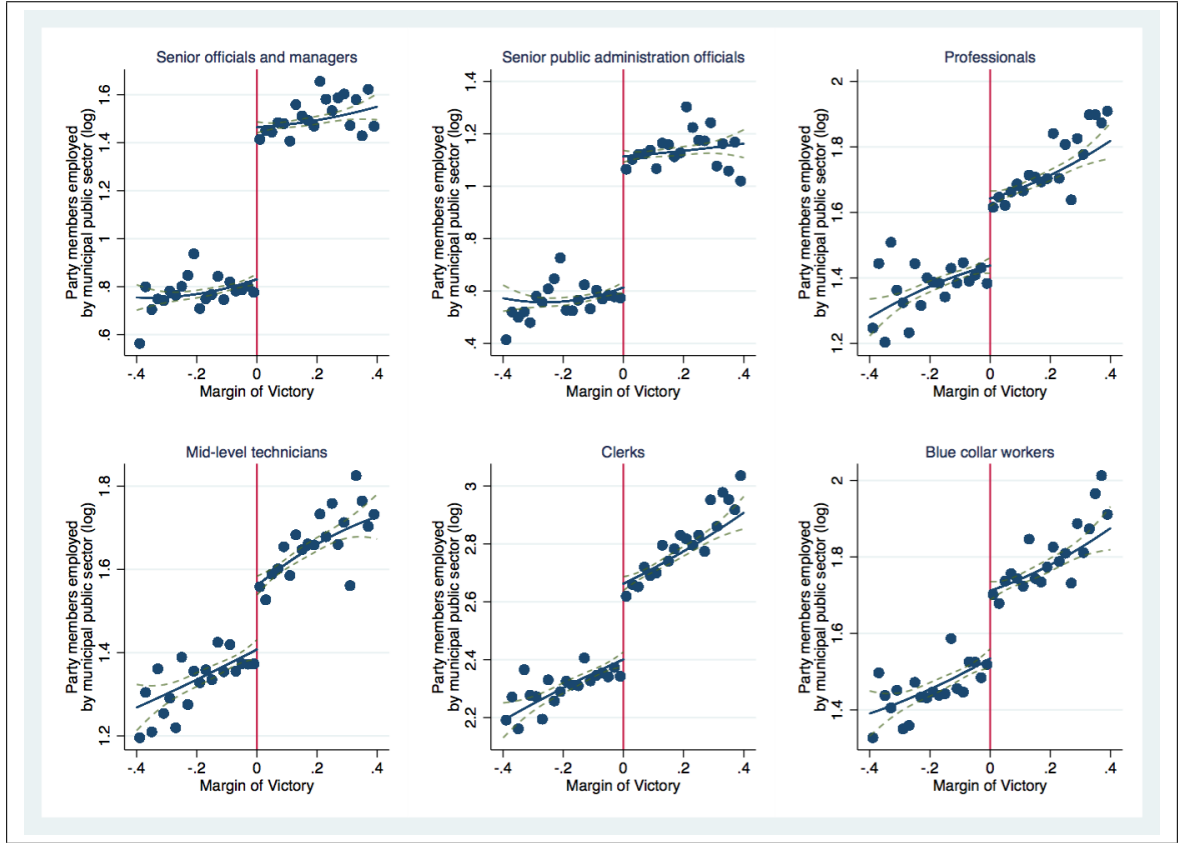 Senior officials and managers
Party members employed
by municipal public sector (log)
.6
.8
1
1.2
1.4
1.6
-.4
-.2
0
.2
.4
Margin of Victory
Senior public administration officials
Party members employed
by municipal public sector (log)
.4
.6
.8
1
1.2
1.4
-.4
-.2
0
.2
.4
Margin of Victory
Professionals
Party members employed
by municipal public sector (log)
1.2
1.4
1.6
1.8
2
-.4
-.2
0
.2
.4
Margin of Victory
Mid-level technicians
Party members employed
by municipal public sector (log)
1.2
1.4
1.6
1.8
-.4
-.2
0
.2
.4
Margin of Victory
Clerks
Party members employed
by municipal public sector (log)
2.2
2.4
2.6
2.8
3
-.4
-.2
0
.2
.4
Margin of Victory
Blue collar workers
Party members employed
by municipal public sector (log)
1.4
1.6
1.8
2
-.4
-.2
0
.2
.4
Margin of Victory